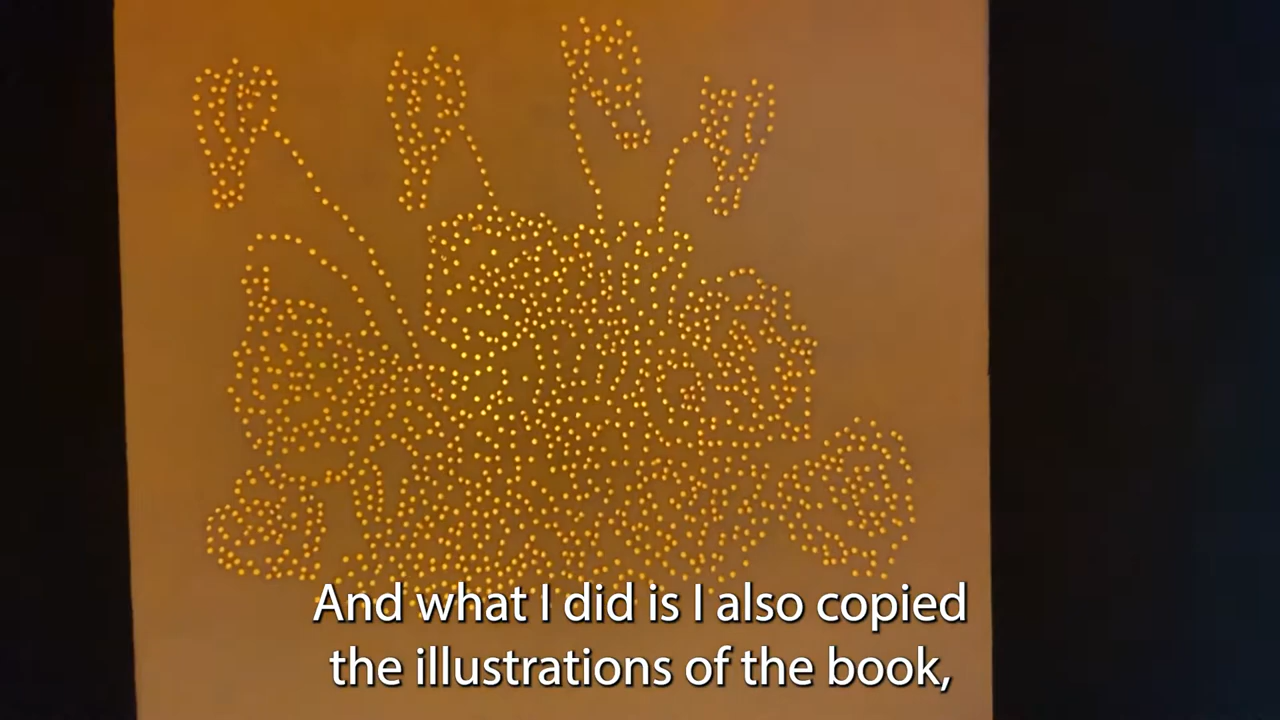 And what I did is I also copied
the illustrations of the book,